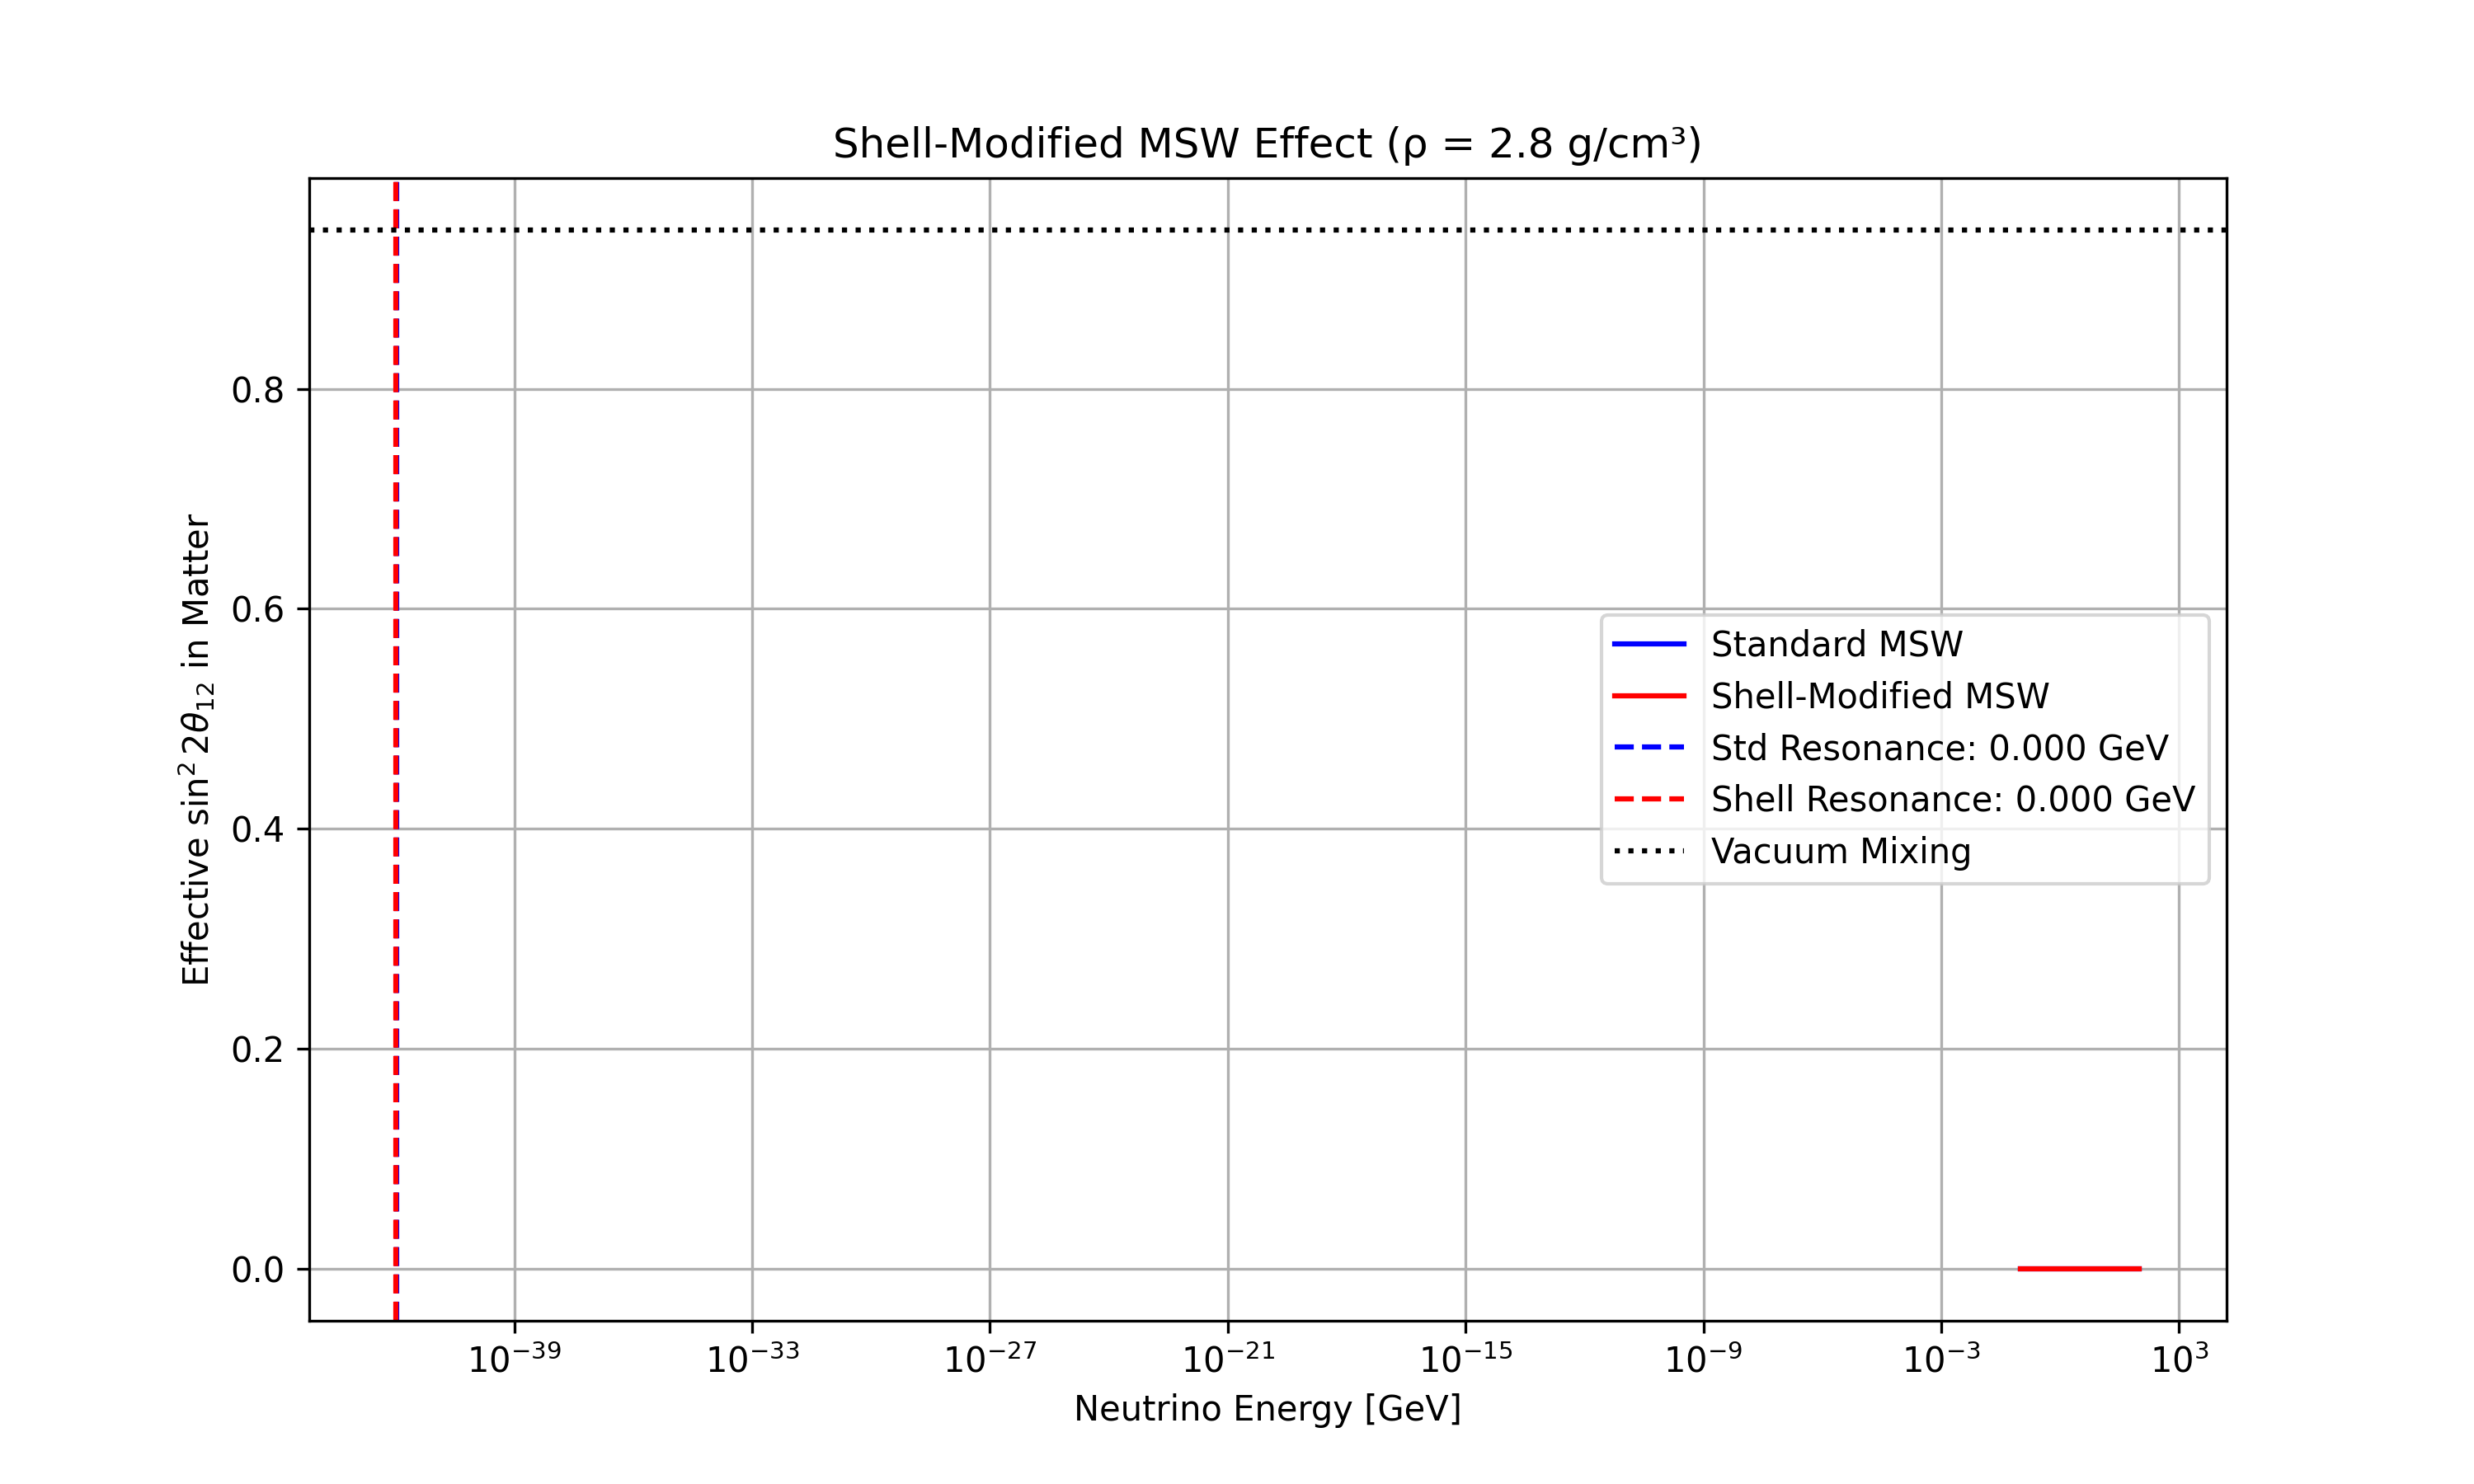 Shell-Modified MSW Effect (ρ = 2.8 g/cm³)
Effective sin² 2θ₁₂ in Matter
0.8
0.6
0.4
0.2
0.0
Standard MSW
Shell-Modified MSW
Std Resonance: 0.000 GeV
Shell Resonance: 0.000 GeV
Vacuum Mixing
10⁻³⁹ 10⁻³³ 10⁻²⁷ 10⁻²¹ 10⁻¹⁵ 10⁻⁹ 10⁻³ 10³
Neutrino Energy [GeV]